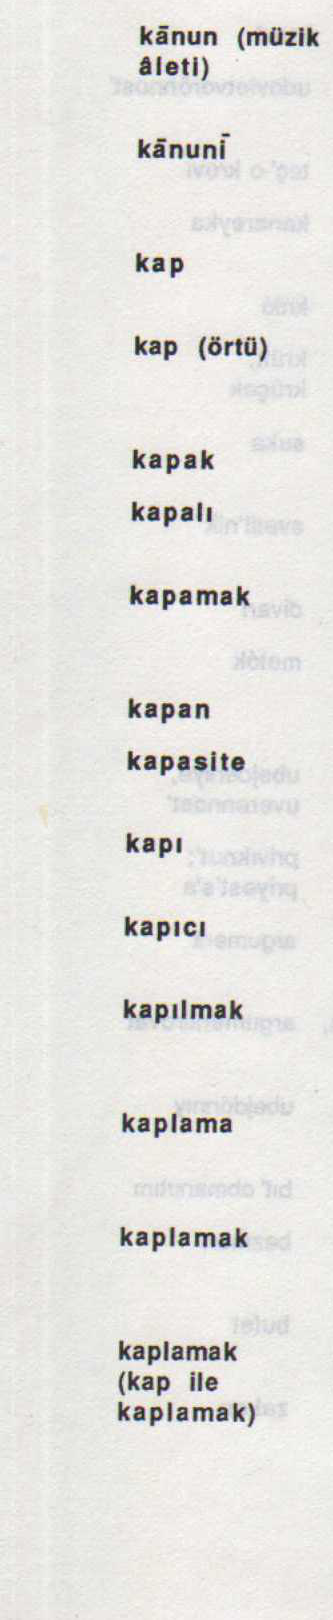 kānun (müzik
âleti)
kānunī
kap
kap (örtü)
kapak
kapalı
kapamak
kapan
kapasite
kapı
kapıcı
kapılmak
kaplama
kaplamak
kaplamak
(kap ile
kaplamak)